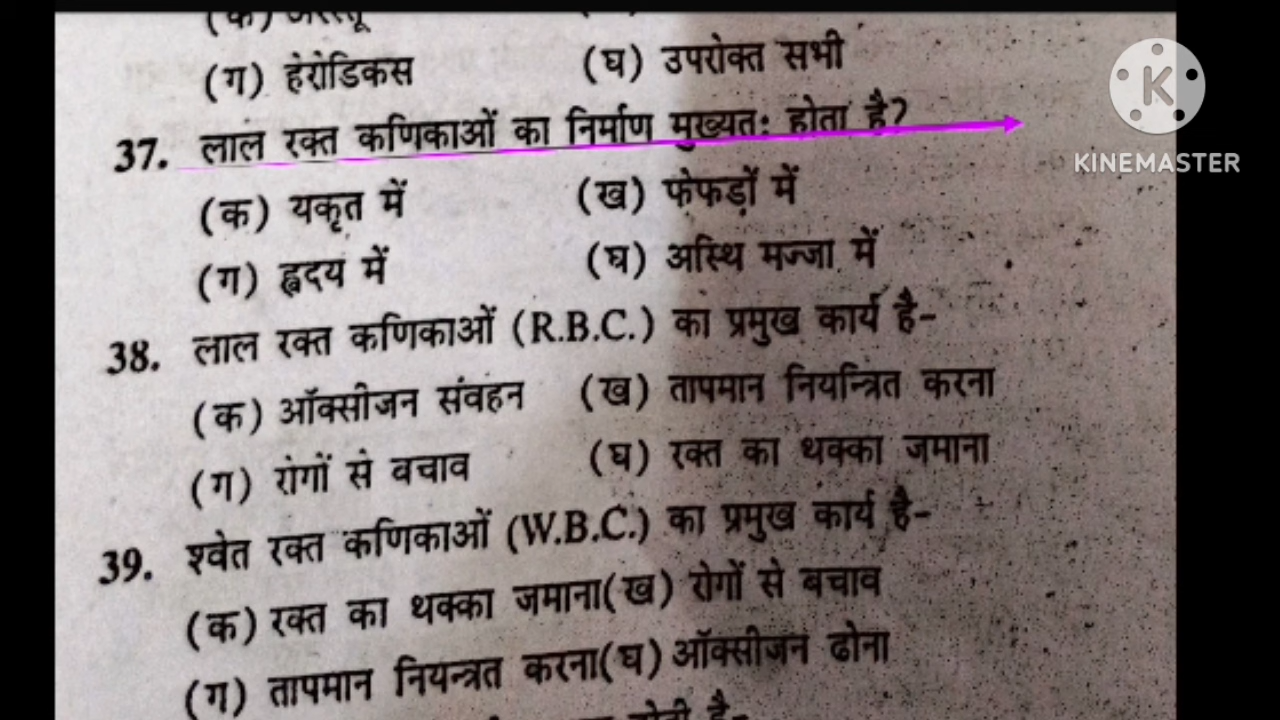 (ग) हेरोडिकस (घ) उपरोक्त सभी
37. लाल रक्त कणिकाओं का निर्माण मुख्यतः होता है?
(क) यकृत में (ख) फेफड़ों में
(ग) हृदय में (घ) अस्थि मज्जा में
38. लाल रक्त कणिकाओं (R.B.C.) का प्रमुख कार्य है-
(क) ऑक्सीजन संवहन (ख) तापमान नियन्त्रित करना
(ग) रोगों से बचाव (घ) रक्त का थक्का जमाना
39. श्वेत रक्त कणिकाओं (W.B.C.) का प्रमुख कार्य है-
(क) रक्त का थक्का जमाना(ख) रोगों से बचाव
(ग) तापमान नियन्त्रत करना(घ) ऑक्सीजन ढोना
K
KINEMASTER